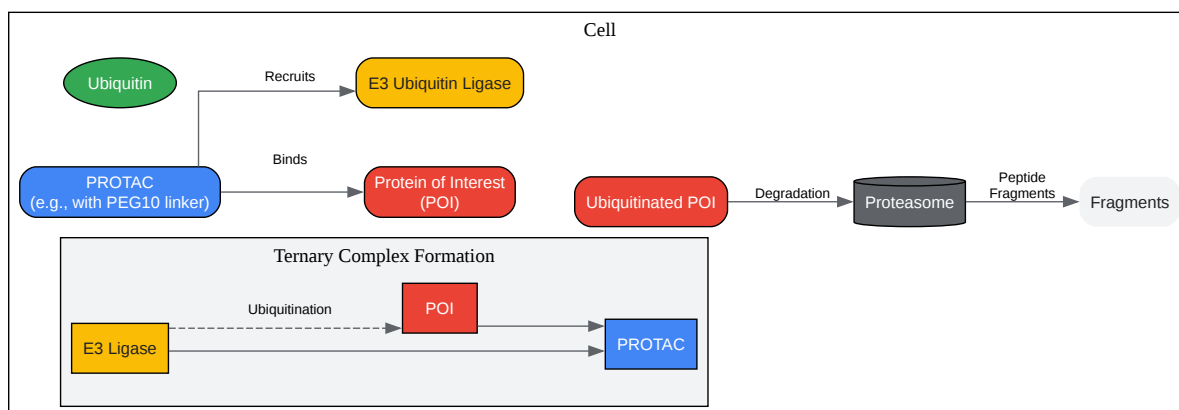 Cell
Ubiquitin
Recruits
E3 Ubiquitin Ligase
PROTAC
(e.g., with PEG10 linker)
Binds
Protein of Interest
(POI)
Ubiquitinated POI
Degradation
Proteasome
Peptide
Fragments
Fragments
Ternary Complex Formation
Ubiquitination
POI
E3 Ligase
PROTAC